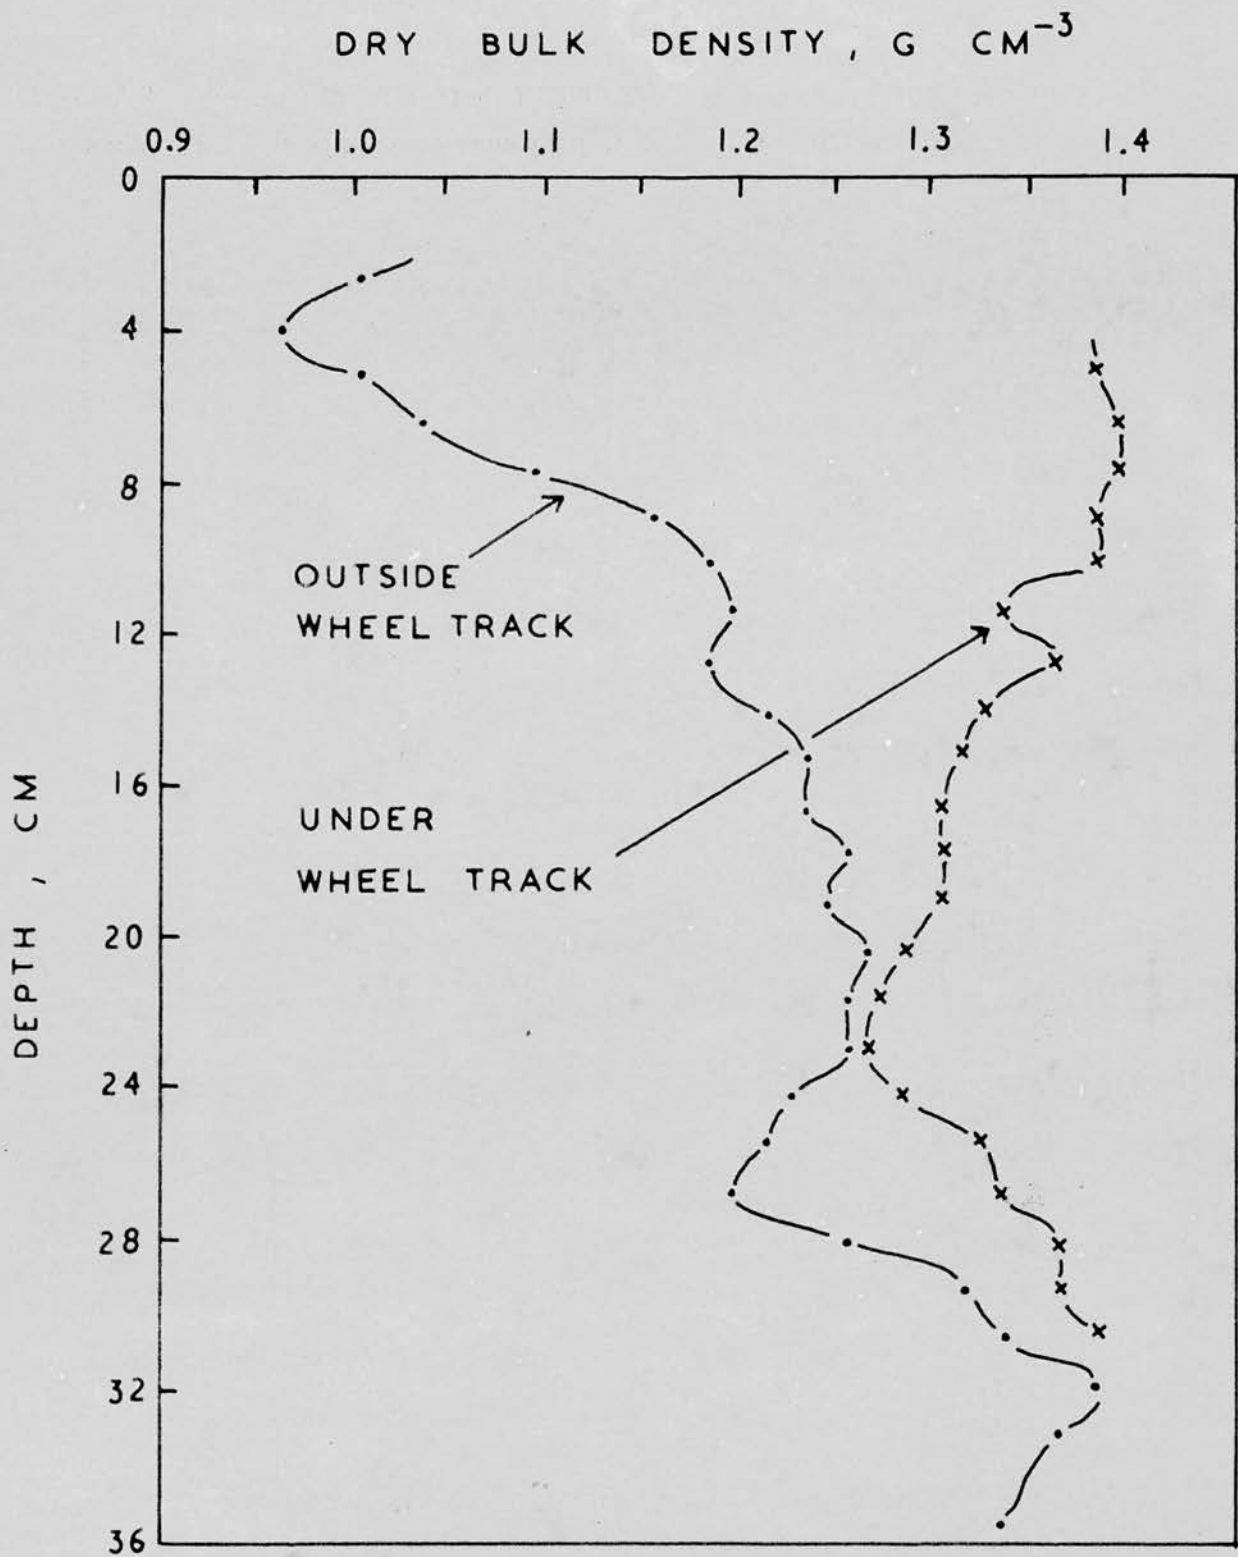 DRY BULK DENSITY, G CM⁻³
0.9 1.0 1.1 1.2 1.3 1.4
0
4
8
OUTSIDE
WHEEL TRACK
12
16
UNDER
WHEEL TRACK
20
24
28
32
36
DEPTH, CM